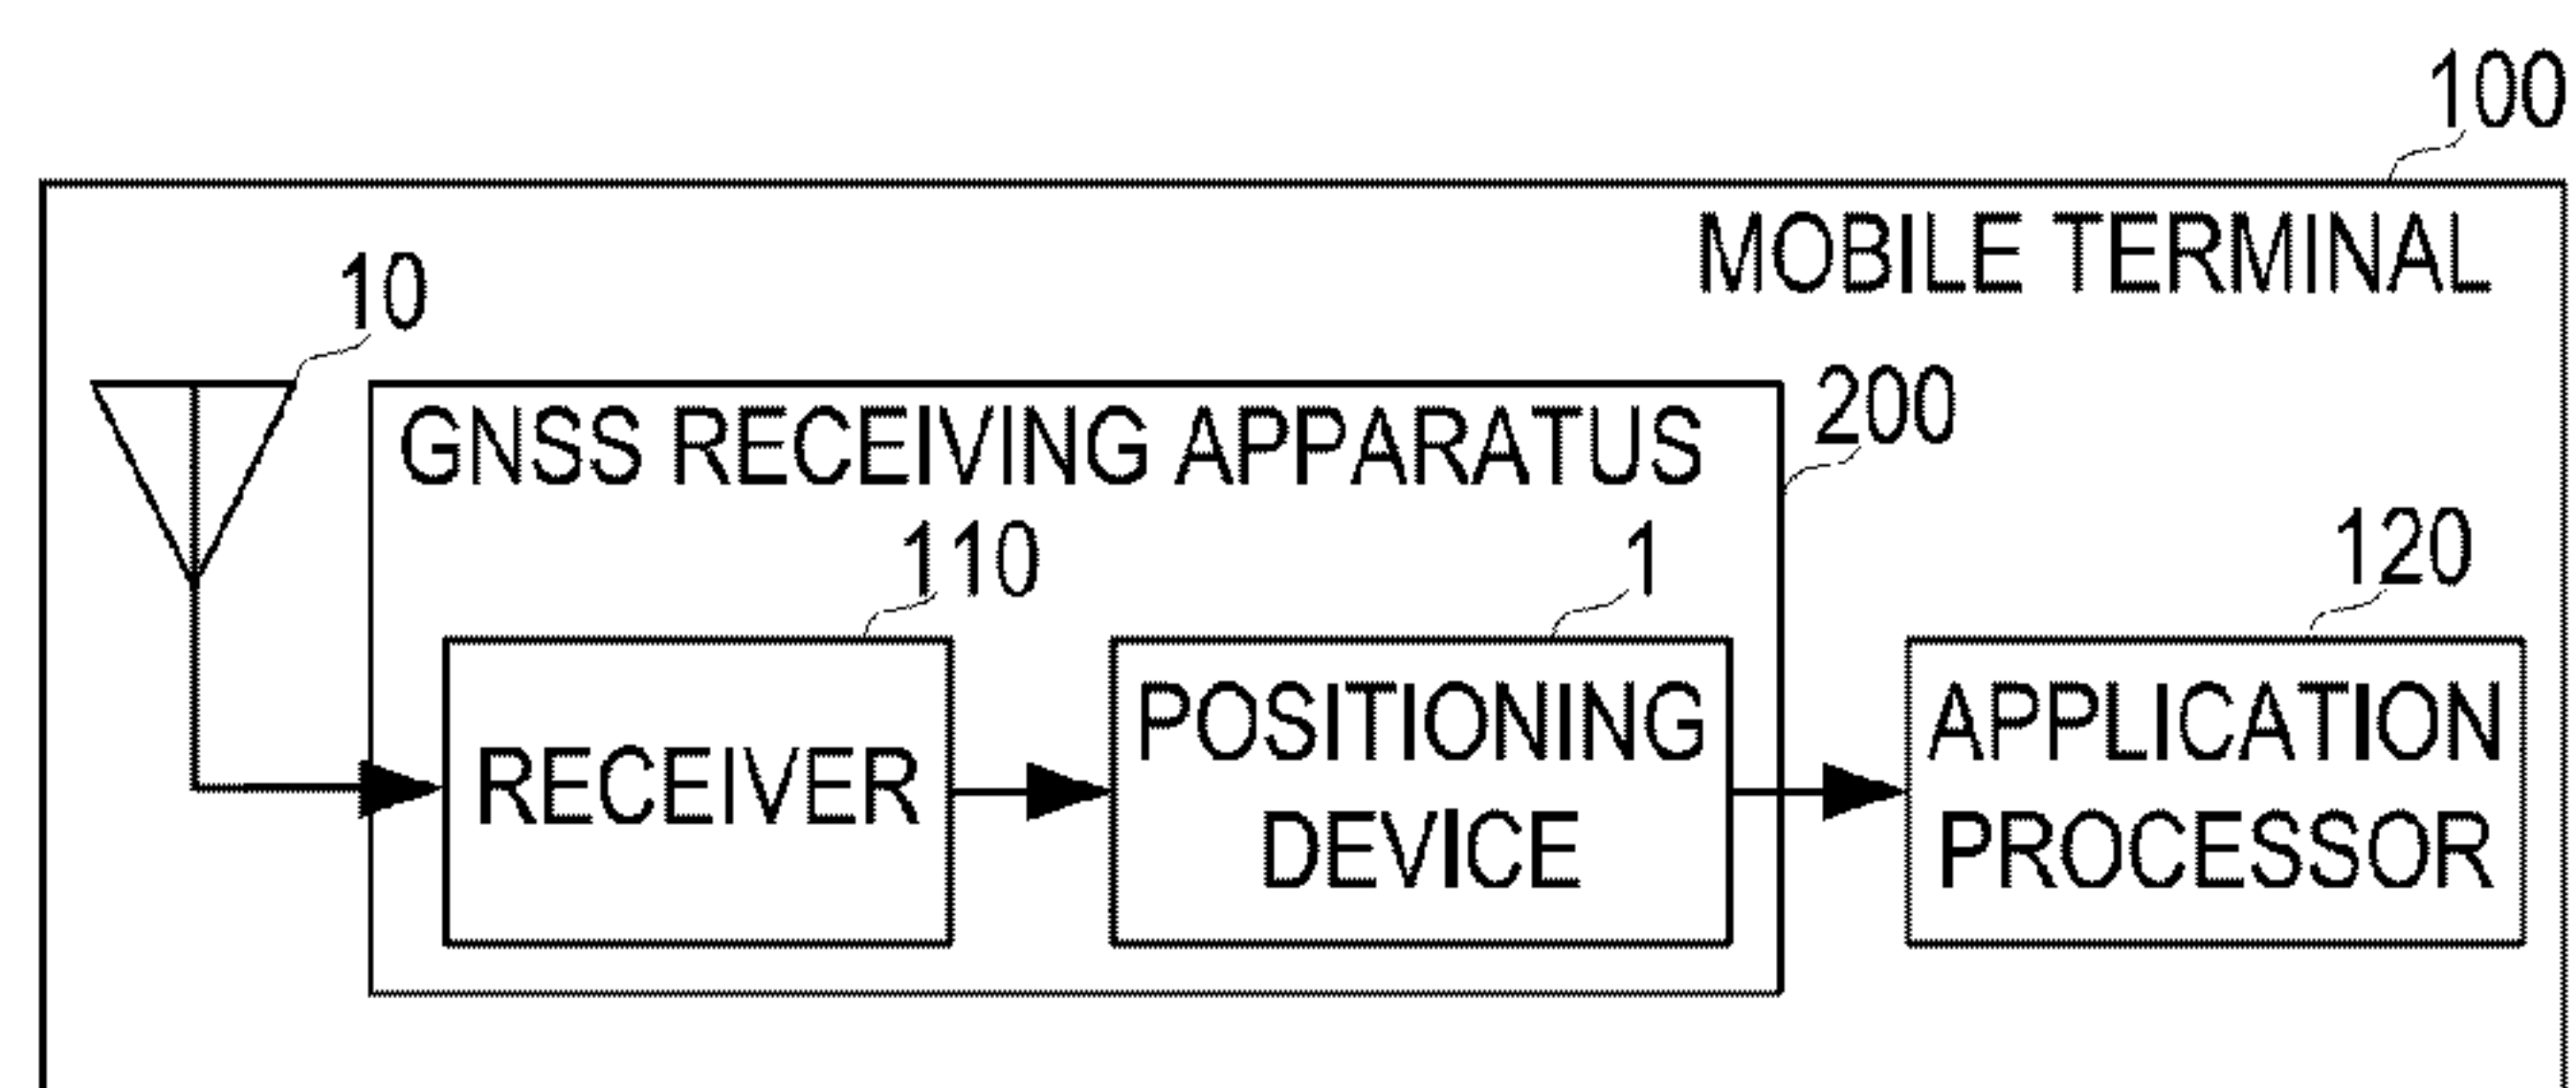 100
MOBILE TERMINAL
10
200
GNSS RECEIVING APPARATUS
110
1
120
RECEIVER
POSITIONING
DEVICE
APPLICATION
PROCESSOR